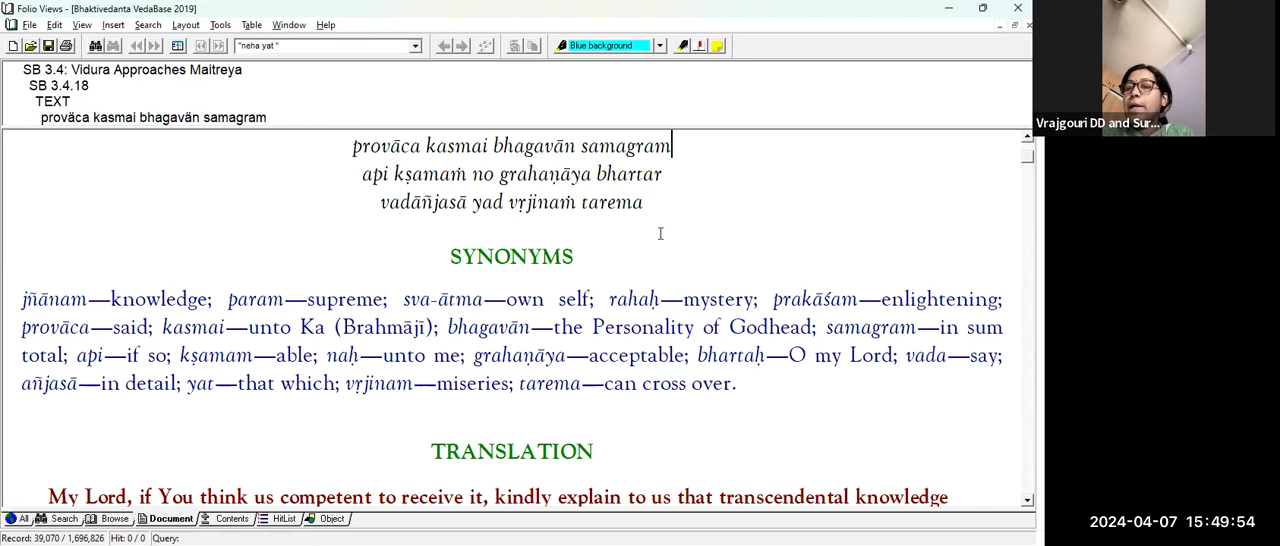 Folio Views - [Bhaktivedanta VedaBase 2019]
File Edit View Insert Search Layout Tools Table Window Help
"neha yat "
Blue background
SB 3.4: Vidura Approaches Maitreya
SB 3.4.18
TEXT
proväca kasmai bhagavän samagram
provāca kasmai bhagavān samagram
api kṣamaṁ no grahaṇāya bhartar
vadāñjasā yad vṛjinaṁ tarema
SYNONYMS
jñānam—knowledge; param—supreme; sva-ātma—own self; rahaḥ—mystery; prakāśam—enlightening;
provāca—said; kasmai—unto Ka (Brahmājī); bhagavān—the Personality of Godhead; samagram—in sum
total; api—if so; kṣamam—able; naḥ—unto me; grahaṇāya—acceptable; bhartaḥ—O my Lord; vada—say;
añjasā—in detail; yat—that which; vṛjinam—miseries; tarema—can cross over.
TRANSLATION
My Lord, if You think us competent to receive it, kindly explain to us that transcendental knowledge
All Search Browse Document Contents HitList Object
Record: 39,070 / 1,696,826 Hit: 0 / 0 Query:
Vrajgouri DD and Sur...
2024-04-07 15:49:54